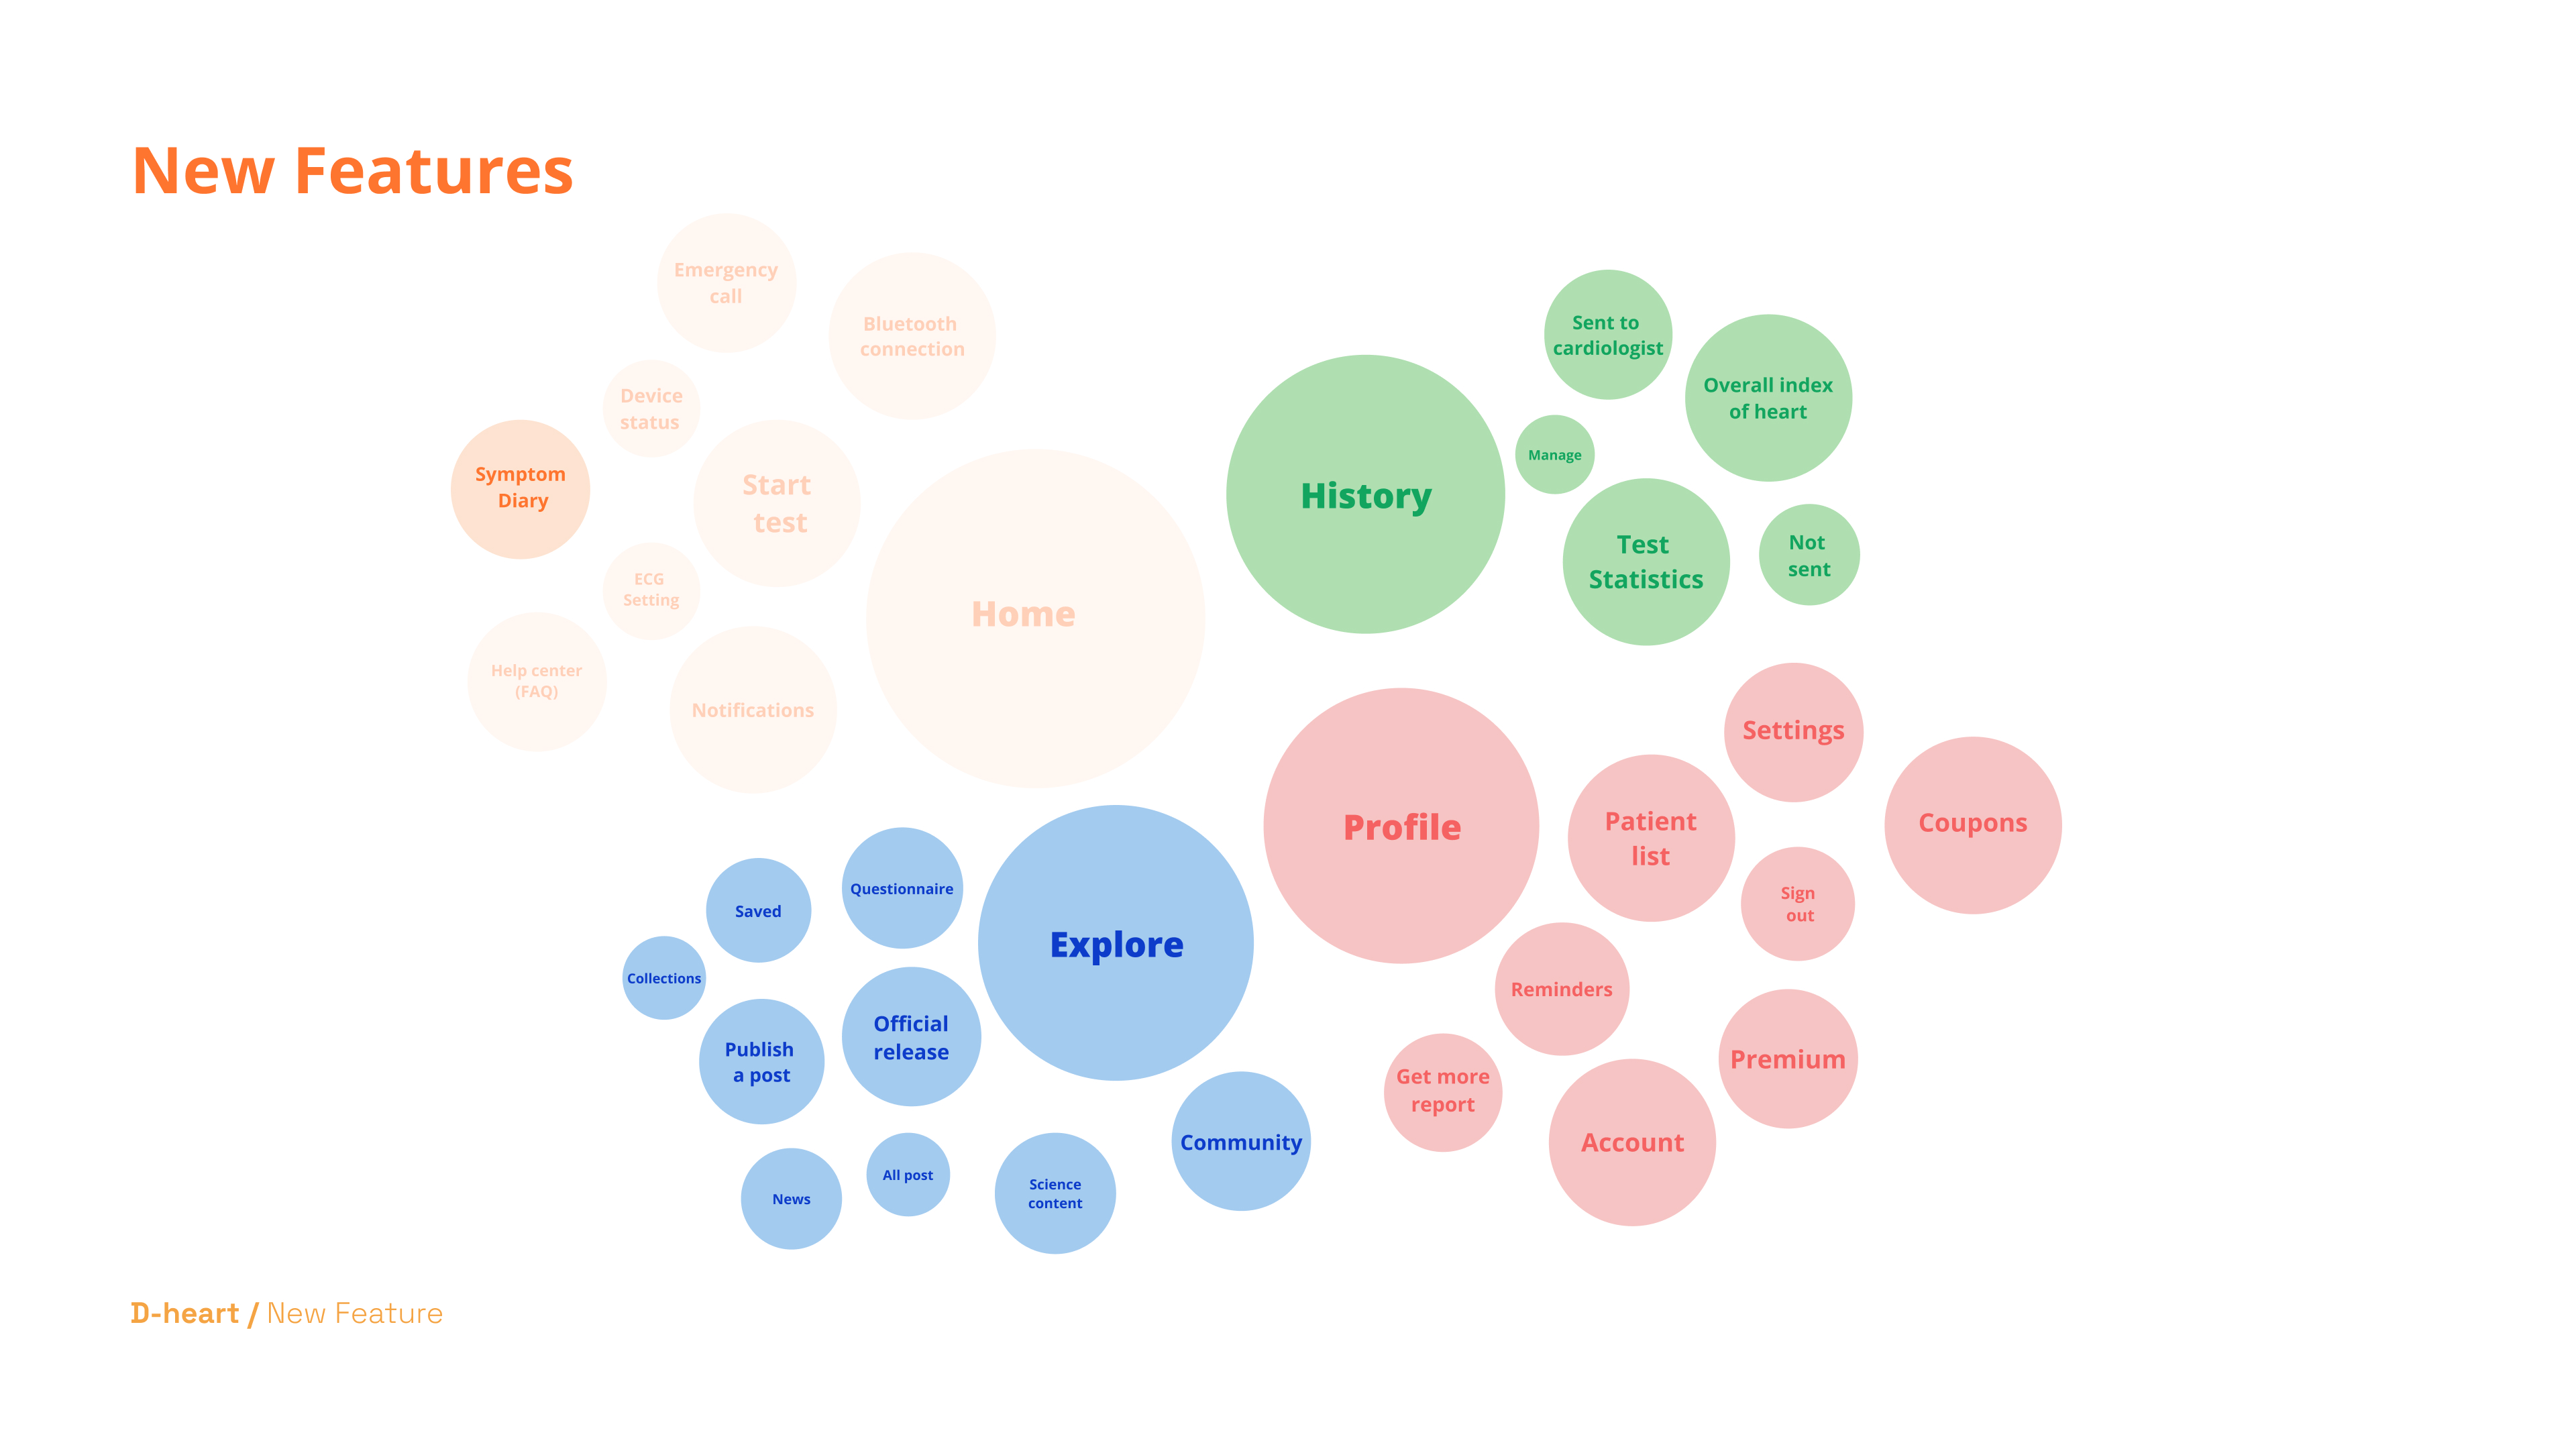 New Features
Emergency
call
Bluetooth
connection
Device
status
Symptom
Diary
Start
test
ECG
Setting
Help center
(FAQ)
Notifications
Home
History
Sent to
cardiologist
Overall index
of heart
Manage
Test
Statistics
Not
sent
Profile
Settings
Patient
list
Coupons
Sign
out
Reminders
Get more
report
Premium
Account
Explore
Questionnaire
Saved
Collections
Official
release
Publish
a post
News
All post
Science
content
Community
D-heart / New Feature